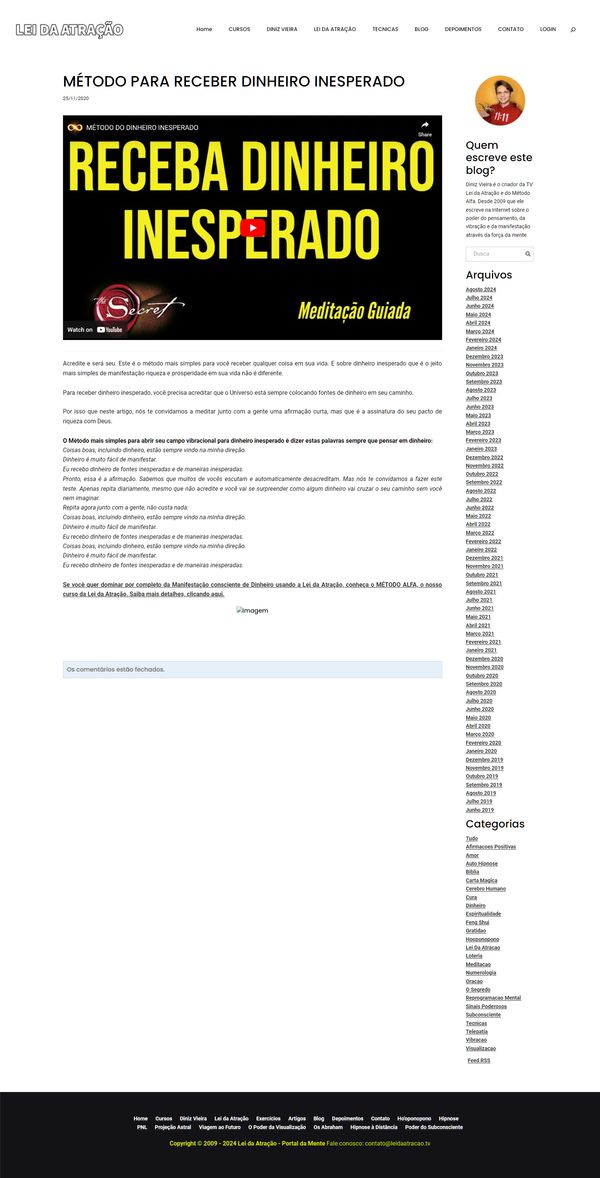 LEI DA ATRAÇÃO
Home CURSOS DINIZ VIEIRA LEI DA ATRAÇÃO TECNICAS BLOG DEPOIMENTOS CONTATO LOGIN
MÉTODO PARA RECEBER DINHEIRO INESPERADO
25/11/2020
MÉTODO DO DINHEIRO INESPERADO
Share
RECEBA DINHEIRO
INESPERADO
The Secret
Meditação Guiada
Watch on YouTube
Acredite e será seu. Este é o método mais simples para você receber qualquer coisa em sua vida. E sobre dinheiro inesperado que é o jeito
mais simples de manifestação riqueza e prosperidade em sua vida não é diferente.
Para receber dinheiro inesperado, você precisa acreditar que o Universo está sempre colocando fontes de dinheiro em seu caminho.
Por isso que neste artigo, nós te convidamos a meditar junto com a gente uma afirmação curta, mas que é a assinatura do seu pacto de
riqueza com Deus.
O Método mais simples para abrir seu campo vibracional para dinheiro inesperado é dizer estas palavras sempre que pensar em dinheiro:
Coisas boas, incluindo dinheiro, estão sempre vindo na minha direção.
Dinheiro é muito fácil de manifestar.
Eu recebo dinheiro de fontes inesperadas e de maneiras inesperadas.
Pronto, essa é a afirmação. Sabemos que muitos de vocês escutam e automaticamente desacreditam. Mas nós te convidamos a fazer este
teste. Apenas repita diariamente, mesmo que não acredite e você vai se surpreender como algum dinheiro vai cruzar o seu caminho sem você
nem imaginar.
Repita agora junto com a gente, não custa nada:
Coisas boas, incluindo dinheiro, estão sempre vindo na minha direção.
Dinheiro é muito fácil de manifestar.
Eu recebo dinheiro de fontes inesperadas e de maneiras inesperadas.
Coisas boas, incluindo dinheiro, estão sempre vindo na minha direção.
Dinheiro é muito fácil de manifestar.
Eu recebo dinheiro de fontes inesperadas e de maneiras inesperadas.
Se você quer dominar por completo da Manifestação consciente de Dinheiro usando a Lei da Atração, conheça o MÉTODO ALFA, o nosso
curso da Lei da Atração. Saiba mais detalhes, clicando aqui.
Imagem
Os comentários estão fechados.
11:11
Quem
escreve este
blog?
Diniz Vieira é o criador da TV
Lei da Atração e do Método
Alfa. Desde 2009 que ele
escreve na Internet sobre o
poder do pensamento, da
vibração e da manifestação
através da força da mente.
Busca
Arquivos
Agosto 2024
Julho 2024
Junho 2024
Maio 2024
Abril 2024
Março 2024
Fevereiro 2024
Janeiro 2024
Dezembro 2023
Novembro 2023
Outubro 2023
Setembro 2023
Agosto 2023
Julho 2023
Junho 2023
Maio 2023
Abril 2023
Março 2023
Fevereiro 2023
Janeiro 2023
Dezembro 2022
Novembro 2022
Outubro 2022
Setembro 2022
Agosto 2022
Julho 2022
Junho 2022
Maio 2022
Abril 2022
Março 2022
Fevereiro 2022
Janeiro 2022
Dezembro 2021
Novembro 2021
Outubro 2021
Setembro 2021
Agosto 2021
Julho 2021
Junho 2021
Maio 2021
Abril 2021
Março 2021
Fevereiro 2021
Janeiro 2021
Dezembro 2020
Novembro 2020
Outubro 2020
Setembro 2020
Agosto 2020
Julho 2020
Junho 2020
Maio 2020
Abril 2020
Março 2020
Fevereiro 2020
Janeiro 2020
Dezembro 2019
Novembro 2019
Outubro 2019
Setembro 2019
Agosto 2019
Julho 2019
Junho 2019
Categorias
Tudo
Afirmacoes Positivas
Amor
Auto Hipnose
Biblia
Carta Magica
Cerebro Humano
Cura
Dinheiro
Espiritualidade
Feng Shui
Gratidao
Hooponopono
Lei Da Atracao
Loteria
Meditacao
Numerologia
Oracao
O Segredo
Reprogramacao Mental
Sinais Poderosos
Subconsciente
Tecnicas
Telepatia
Vibracao
Visualizacao
Feed RSS
Home Cursos Diniz Vieira Lei da Atração Exercícios Artigos Blog Depoimentos Contato Ho'oponopono Hipnose
PNL Projeção Astral Viagem ao Futuro O Poder da Visualização Os Abraham Hipnose à Distância Poder do Subconsciente
Copyright © 2009 - 2024 Lei da Atração - Portal da Mente Fale conosco: contato@leidaatracao.tv